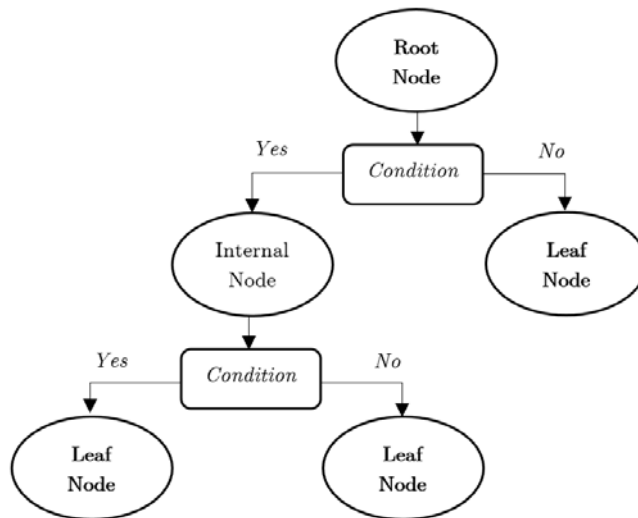 Root
Node
Yes
Condition
No
Internal
Node
Leaf
Node
Yes
Condition
No
Leaf
Node
Leaf
Node